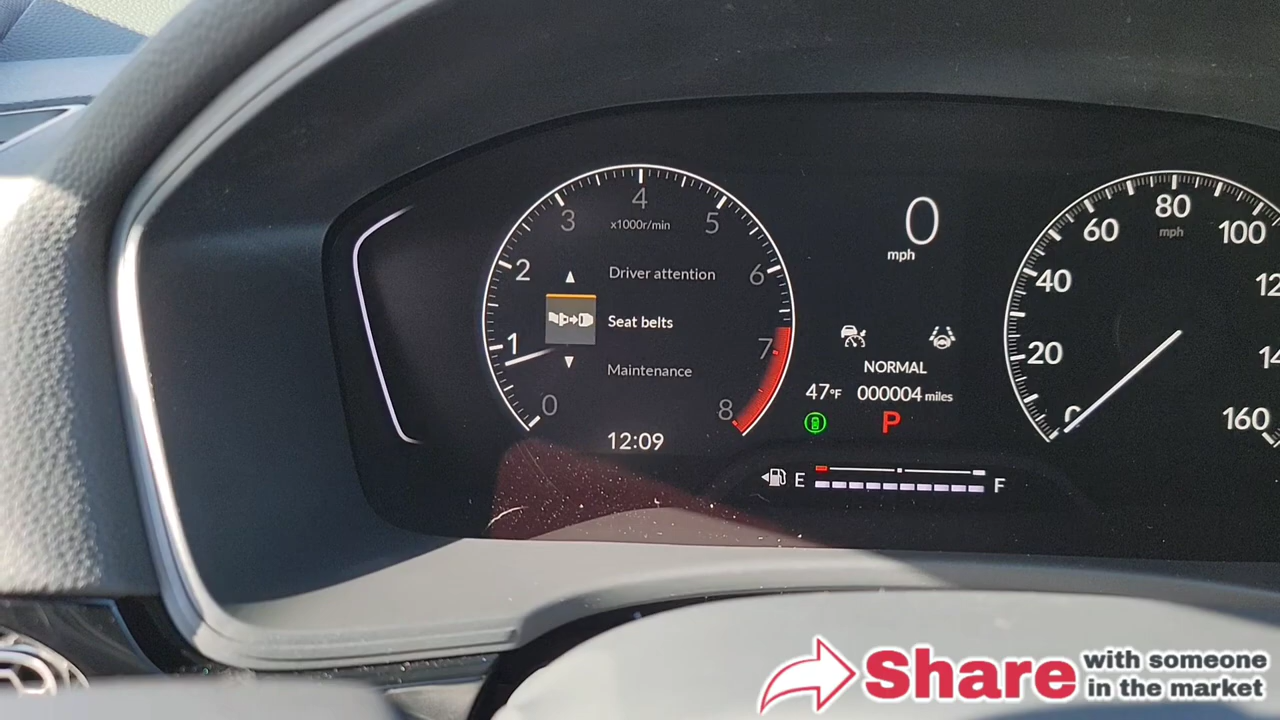 4
3
5
x1000r/min
2
6
Driver attention
Seat belts
1
7
Maintenance
0
8
12:09
0
mph
NORMAL
47°F
000004 miles
P
E
F
80
60
100
mph
40
20
160
Share
with someone
in the market